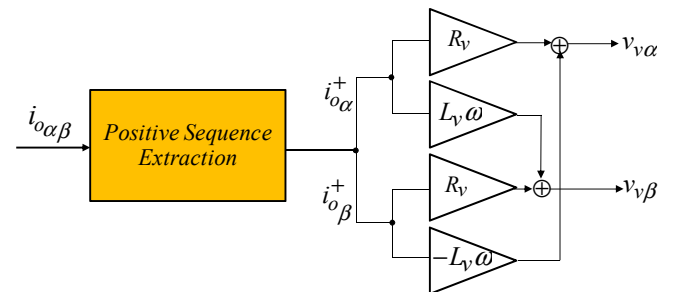 R_v
v_{vα}
i_{oα}^+
i_{oαβ}
L_v ω
Positive Sequence
Extraction
R_v
i_{oβ}^+
v_{vβ}
−L_v ω